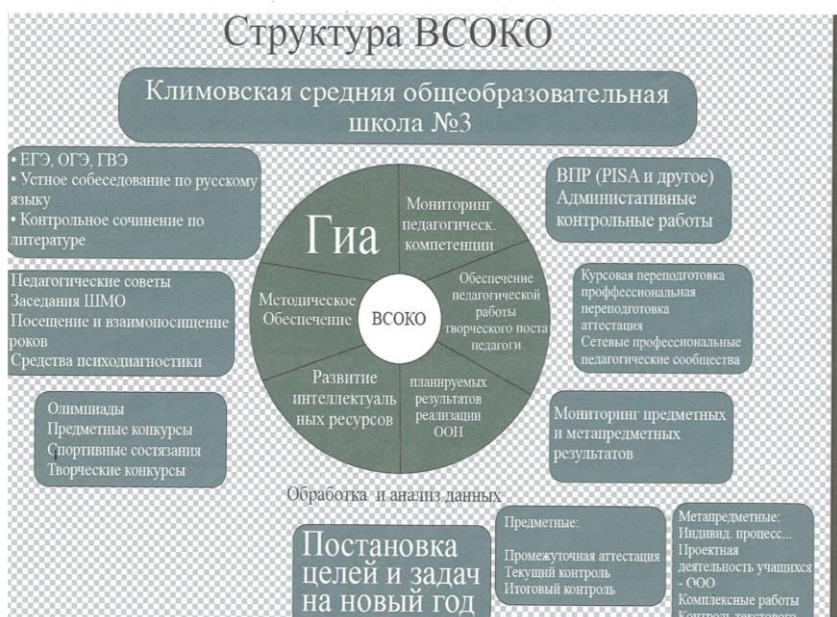 Структура ВСОКО
Климовская средняя общеобразовательная
школа №3
• ЕГЭ, ОГЭ, ГВЭ
• Устное собеседование по русскому
языку
• Контрольное сочинение по
литературе
Педагогические советы
Заседания ШМО
Посещение и взаимопосищение
роков
Средства психодиагностики
Олимпиады
Предметные конкурсы
Спортивные состязания
Творческие конкурсы
Гиа
Мониторинг
педагогическ.
компетенции
Методическое
Обеспечение
ВСОКО
Обеспечение
педагогической
работы
творческого поста
педагоги
Развитие
интеллектуаль
ных ресурсов
планируемых
результатов
реализации
ООН
ВПР (PISA и другое)
Администативные
контрольные работы
Курсовая переподготовка
проффессиональная
переподготовка
аттестация
Сетевые профессиональные
педагогические сообщества
Мониторинг предметных
и метапредметных
результатов
Обработка и анализ данных
Постановка
целей и задач
на новый год
Предметные:
Промежуточная аттестация
Текущий контроль
Итоговый контроль
Метапредметные:
Индивид. процесс...
Проектная
деятельность учащихся
- ООО
Комплексные работы
Контроль текстового